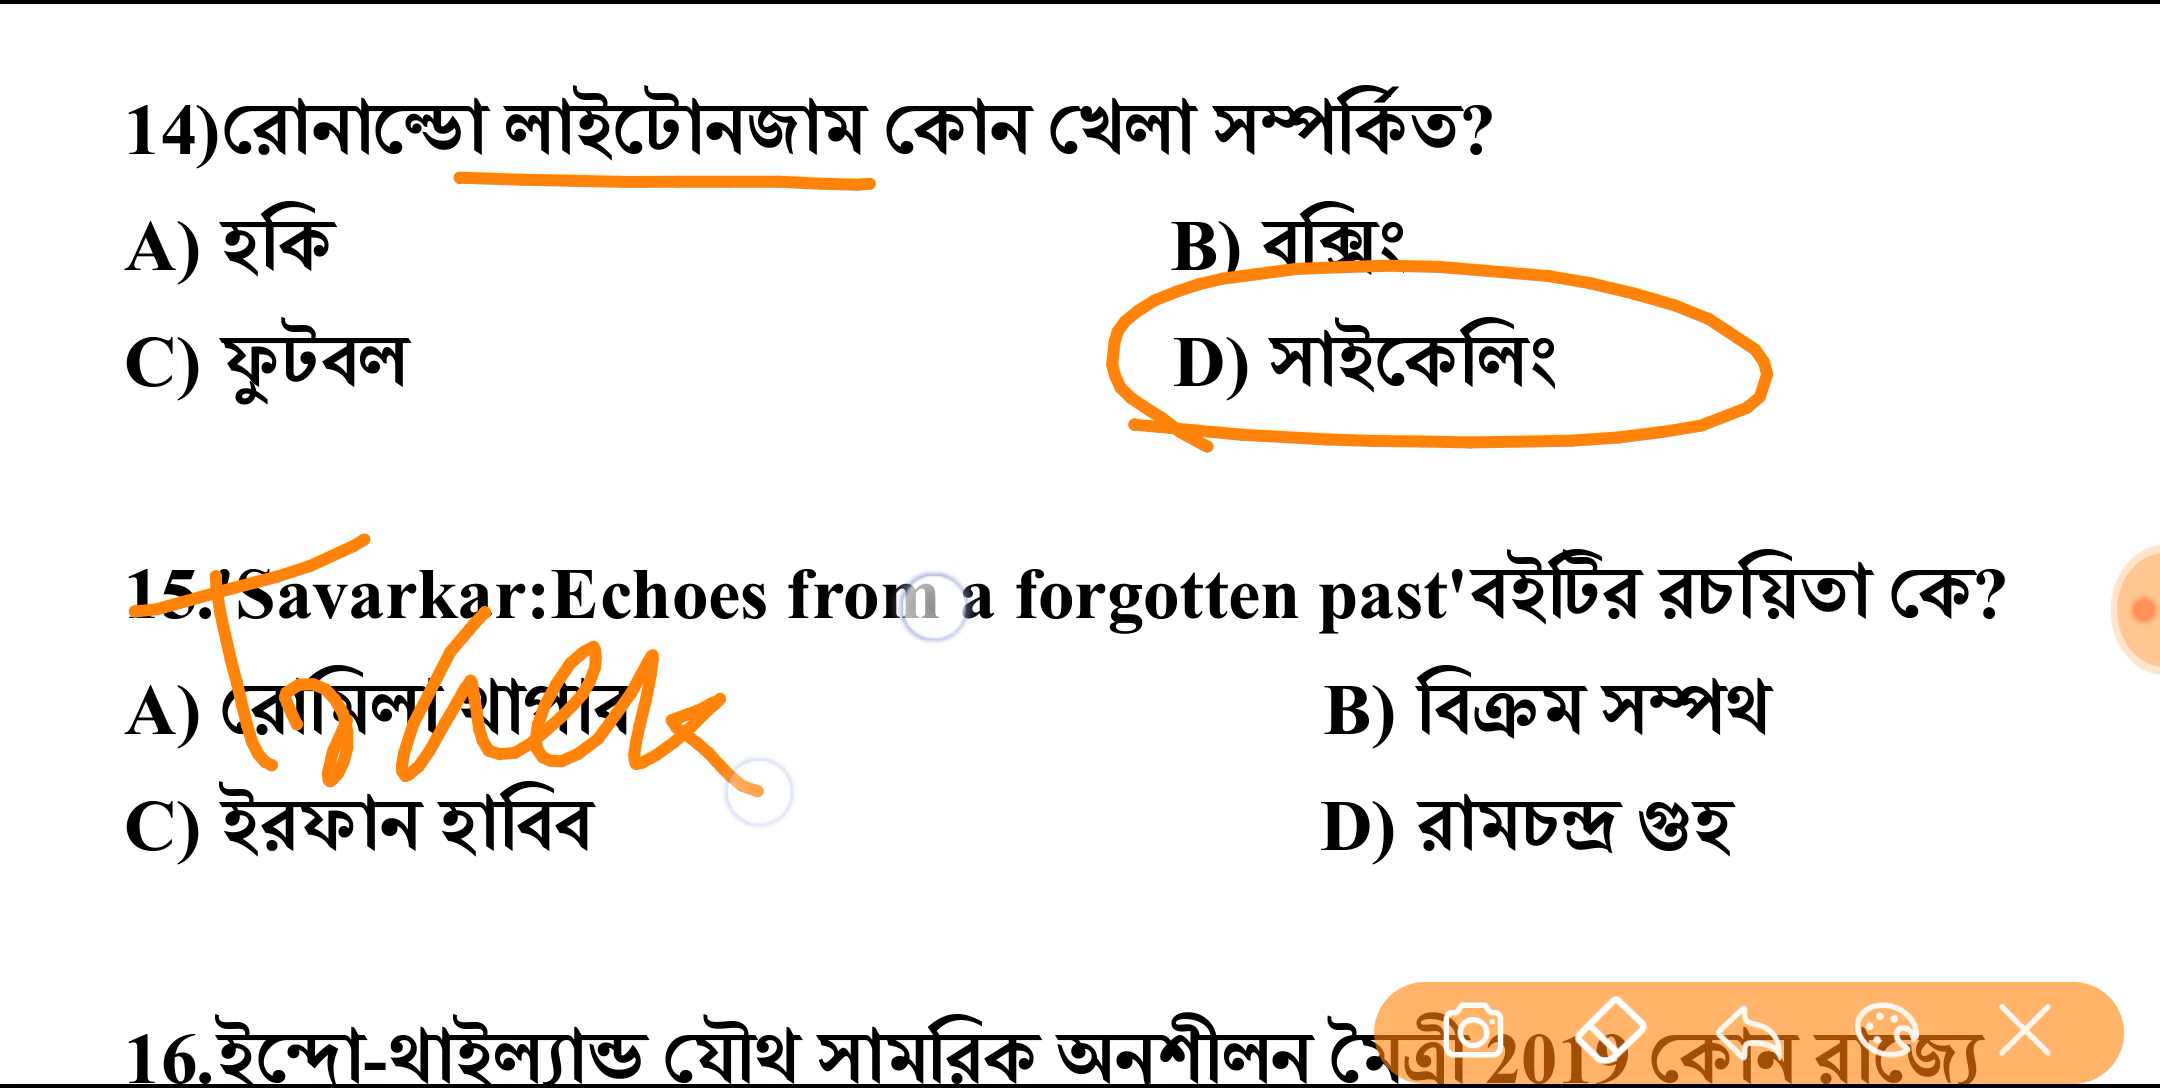 14)রোনাল্ডো লাইটোনজাম কোন খেলা সম্পর্কিত?
A) হকি B) বক্সিং
C) ফুটবল D) সাইকেলিং
15.'Savarkar:Echoes from a forgotten past'বইটির রচয়িতা কে?
A) রোমিলা থাপার B) বিক্রম সম্পথ
C) ইরফান হাবিব D) রামচন্দ্র গুহ
16.ইন্দো-থাইল্যান্ড যৌথ সামরিক অনুশীলন মৈত্রী 2019 কোন রাজ্যে